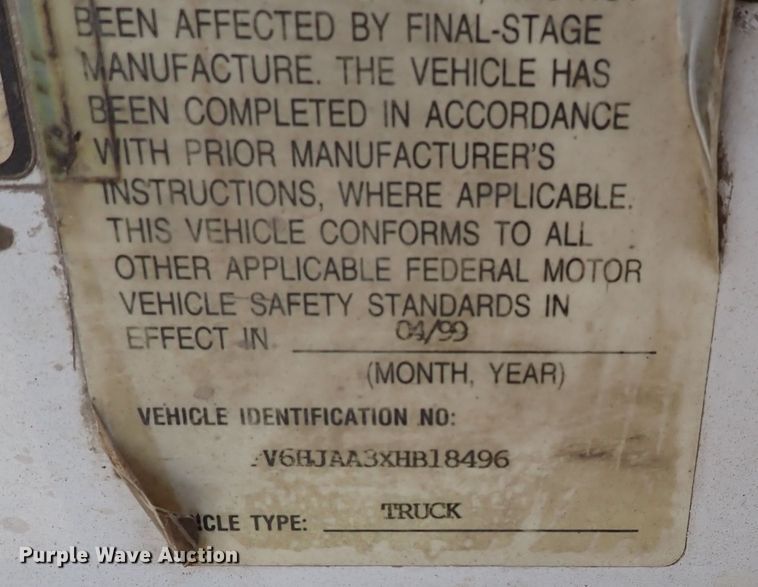 BEEN AFFECTED BY FINAL-STAGE
MANUFACTURE. THE VEHICLE HAS
BEEN COMPLETED IN ACCORDANCE
WITH PRIOR MANUFACTURER'S
INSTRUCTIONS, WHERE APPLICABLE.
THIS VEHICLE CONFORMS TO ALL
OTHER APPLICABLE FEDERAL MOTOR
VEHICLE SAFETY STANDARDS IN
EFFECT IN 04/99
(MONTH, YEAR)
VEHICLE IDENTIFICATION NO:
V6HJAA3XHB18496
ICLE TYPE: TRUCK
Purple Wave Auction